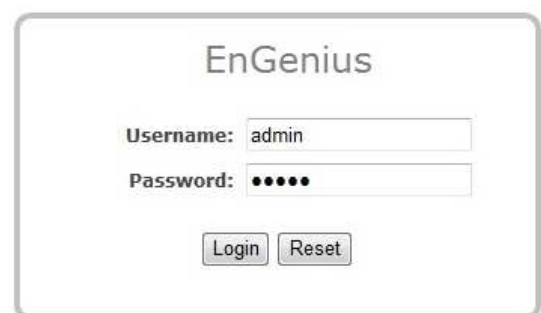 EnGenius
Username: admin
Password: •••••
Login Reset